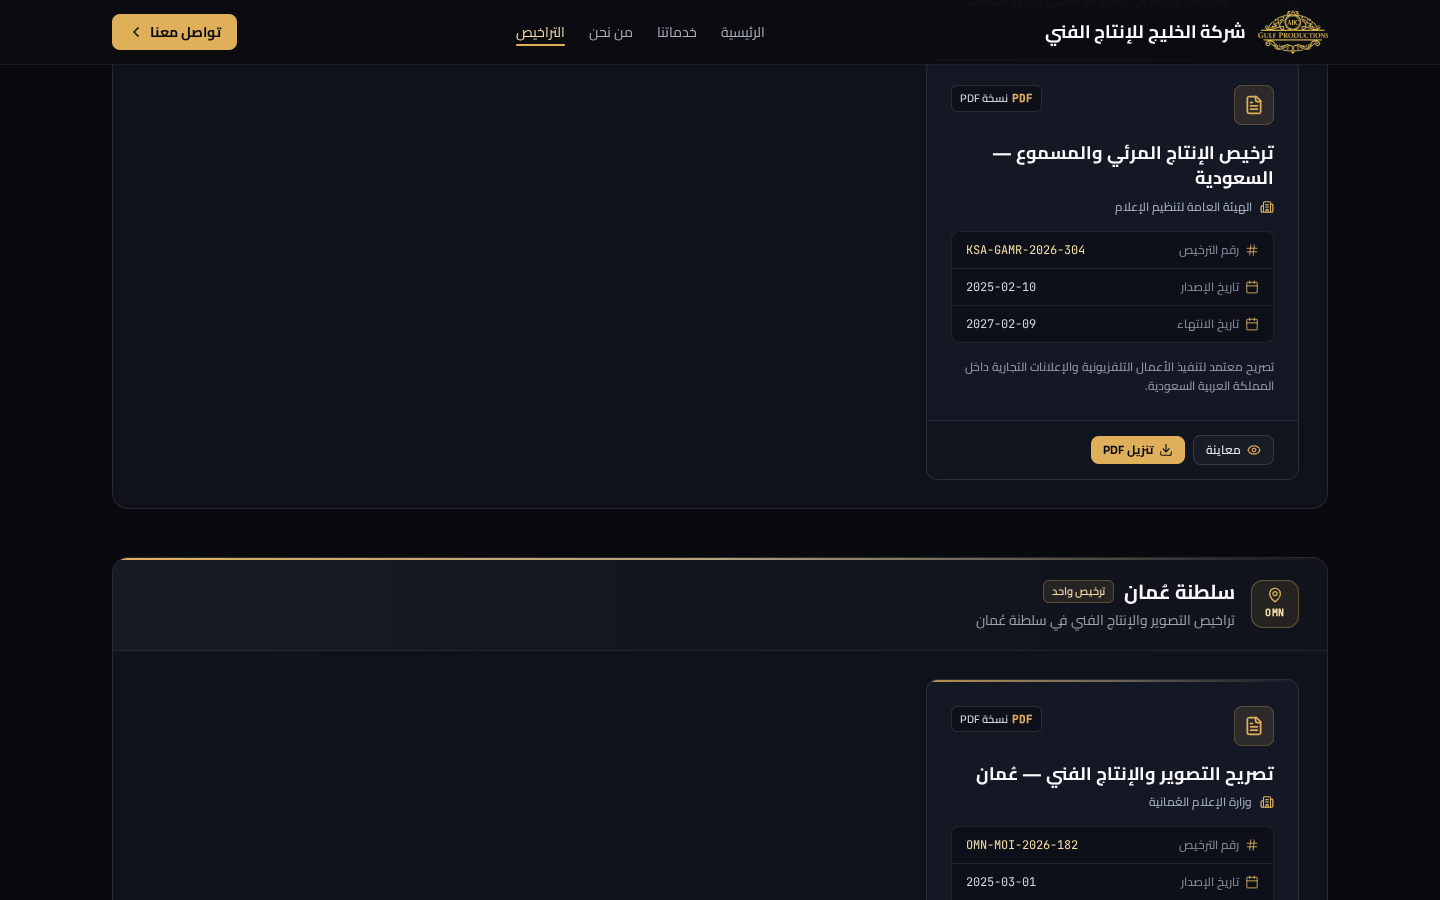 ABC
GULF PRODUCTIONS
شركة الخليج للإنتاج الفني
الرئيسية
خدماتنا
من نحن
التراخيص
تواصل معنا
PDF نسخة PDF
ترخيص الإنتاج المرئي والمسموع —
السعودية
الهيئة العامة لتنظيم الإعلام
رقم الترخيص KSA-GAMR-2026-304
تاريخ الإصدار 2025-02-10
تاريخ الانتهاء 2027-02-09
تصريح معتمد لتنفيذ الأعمال التلفزيونية والإعلانات التجارية داخل
المملكة العربية السعودية.
معاينة
تنزيل PDF
OMN
سلطنة عُمان
ترخيص واحد
تراخيص التصوير والإنتاج الفني في سلطنة عُمان
PDF نسخة PDF
تصريح التصوير والإنتاج الفني — عُمان
وزارة الإعلام العُمانية
رقم الترخيص OMN-MOI-2026-182
تاريخ الإصدار 2025-03-01